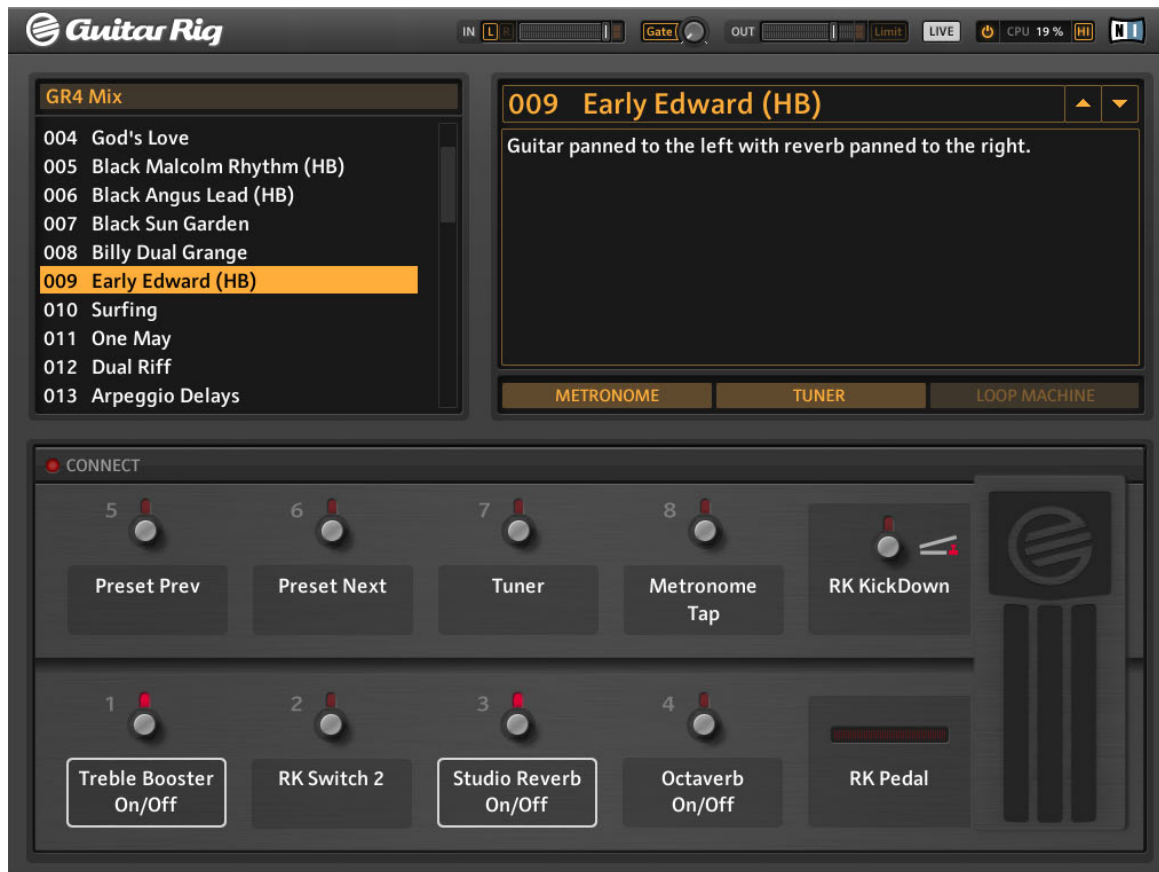 Guitar Rig
IN L R Gate OUT Limit LIVE CPU 19 % HI N I
GR4 Mix
004 God's Love
005 Black Malcolm Rhythm (HB)
006 Black Angus Lead (HB)
007 Black Sun Garden
008 Billy Dual Grange
009 Early Edward (HB)
010 Surfing
011 One May
012 Dual Riff
013 Arpeggio Delays
009 Early Edward (HB)
Guitar panned to the left with reverb panned to the right.
METRONOME TUNER LOOP MACHINE
CONNECT
5 6 7 8
Preset Prev Preset Next Tuner Metronome RK KickDown
Tap
1 2 3 4
Treble Booster RK Switch 2 Studio Reverb Octaverb RK Pedal
On/Off On/Off On/Off